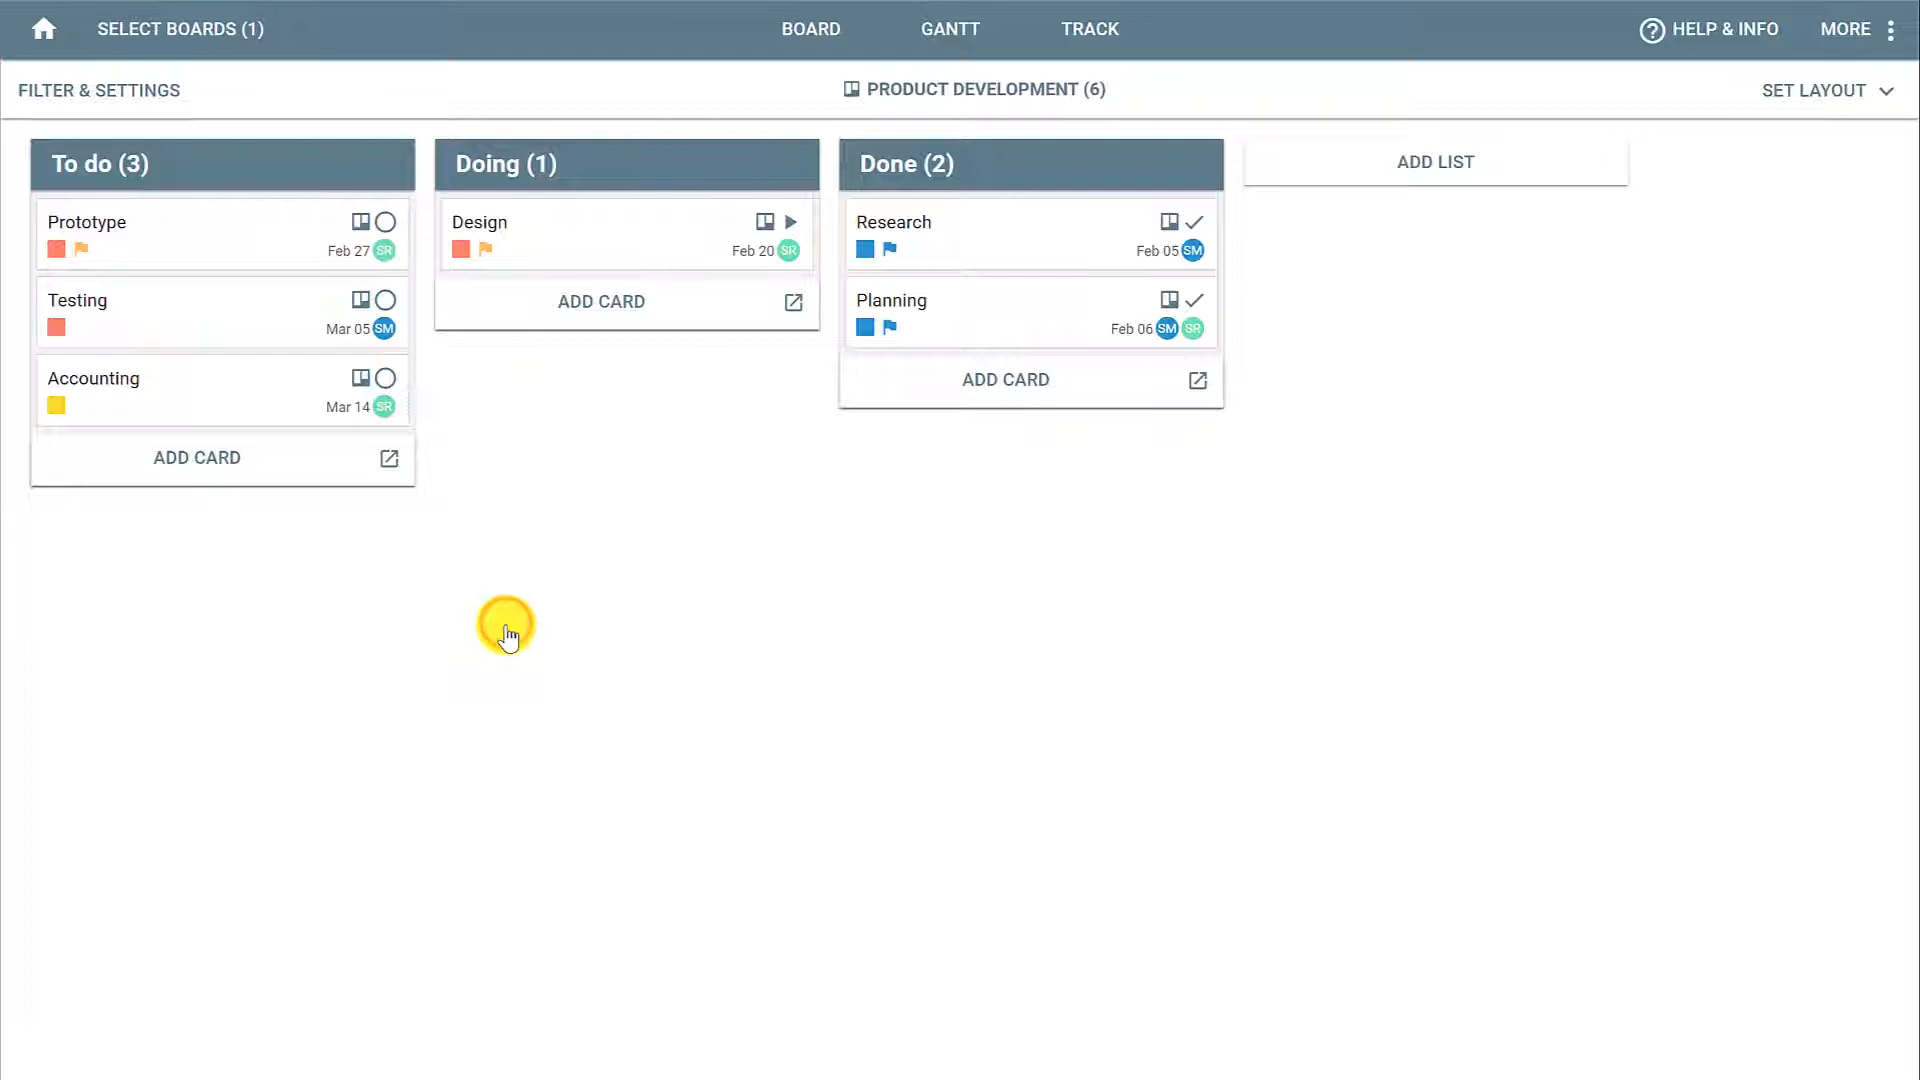 SELECT BOARDS (1)
BOARD
GANTT
TRACK
HELP & INFO
MORE
FILTER & SETTINGS
PRODUCT DEVELOPMENT (6)
SET LAYOUT
To do (3)
Prototype
Feb 27 SR
Testing
Mar 05 SM
Accounting
Mar 14 SR
ADD CARD
Doing (1)
Design
Feb 20 SR
ADD CARD
Done (2)
Research
Feb 05 SM
Planning
Feb 06 SM SR
ADD CARD
ADD LIST